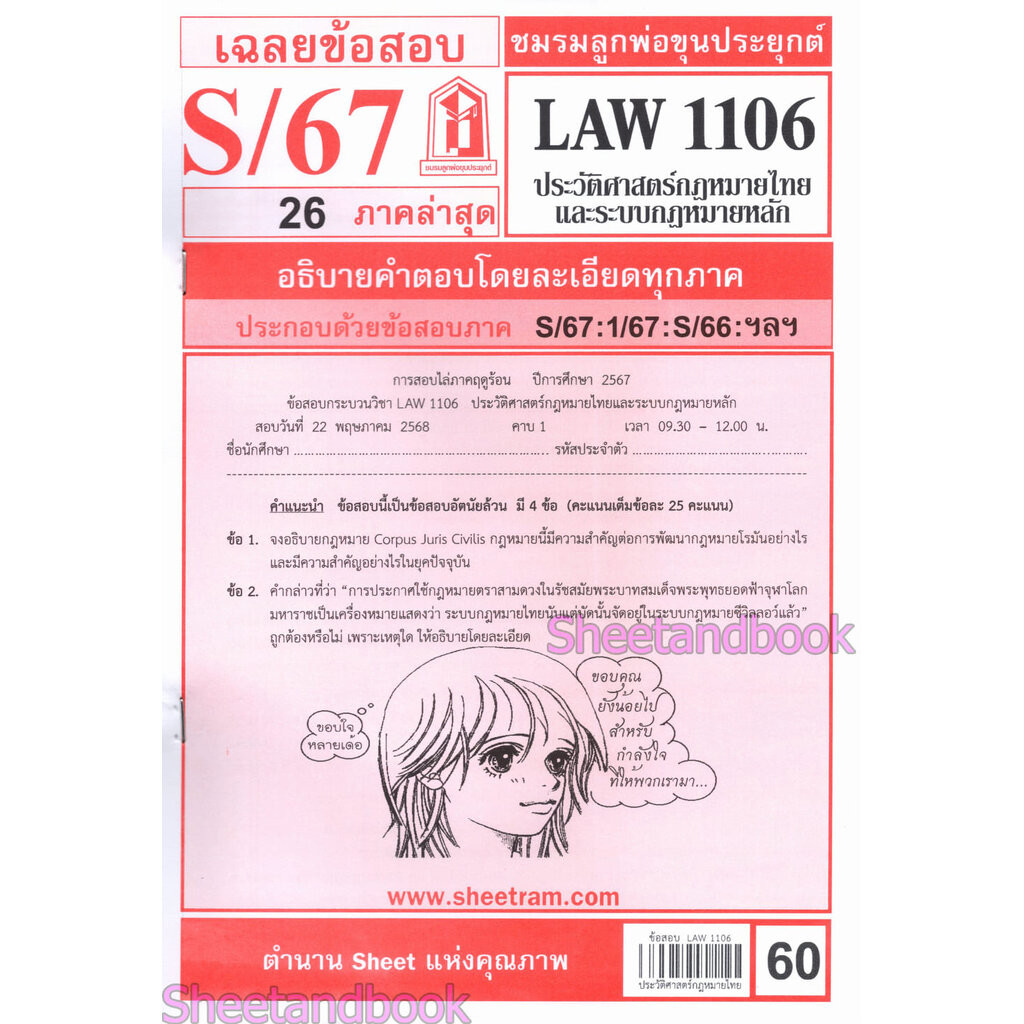 เฉลยข้อสอบ
ชมรมลูกพ่อขุนประยุกต์
S/67
ชมรมลูกพ่อขุนประยุกต์
LAW 1106
ประวัติศาสตร์กฎหมายไทย
และระบบกฎหมายหลัก
26 ภาคล่าสุด
อธิบายคำตอบโดยละเอียดทุกภาค
ประกอบด้วยข้อสอบภาค S/67:1/67:S/66:ฯลฯ
การสอบไล่ภาคฤดูร้อน ปีการศึกษา 2567
ข้อสอบกระบวนวิชา LAW 1106 ประวัติศาสตร์กฎหมายไทยและระบบกฎหมายหลัก
สอบวันที่ 22 พฤษภาคม 2568 คาบ 1 เวลา 09.30 – 12.00 น.
ชื่อนักศึกษา ........................................................ รหัสประจำตัว ........................................
คำแนะนำ ข้อสอบนี้เป็นข้อสอบอัตนัยล้วน มี 4 ข้อ (คะแนนเต็มข้อละ 25 คะแนน)
ข้อ 1. จงอธิบายกฎหมาย Corpus Juris Civilis กฎหมายนี้มีความสำคัญต่อการพัฒนากฎหมายโรมันอย่างไร
และมีความสำคัญอย่างไรในยุคปัจจุบัน
ข้อ 2. คำกล่าวที่ว่า “การประกาศใช้กฎหมายตราสามดวงในรัชสมัยพระบาทสมเด็จพระพุทธยอดฟ้าจุฬาโลก
มหาราชเป็นเครื่องหมายแสดงว่า ระบบกฎหมายไทยนับแต่บัดนั้นจัดอยู่ในระบบกฎหมายซีวิลลอว์แล้ว”
ถูกต้องหรือไม่ เพราะเหตุใด ให้อธิบายโดยละเอียด
Sheetandbook
ขอบใจ
หลายเด้อ
ขอบคุณ
ยังน้อยไป
สำหรับ
กำลังใจ
ที่ให้พวกเรามา...
www.sheetram.com
ตำนาน Sheet แห่งคุณภาพ
ข้อสอบ LAW 1106
ประวัติศาสตร์กฎหมายไทย
60
Sheetandbook